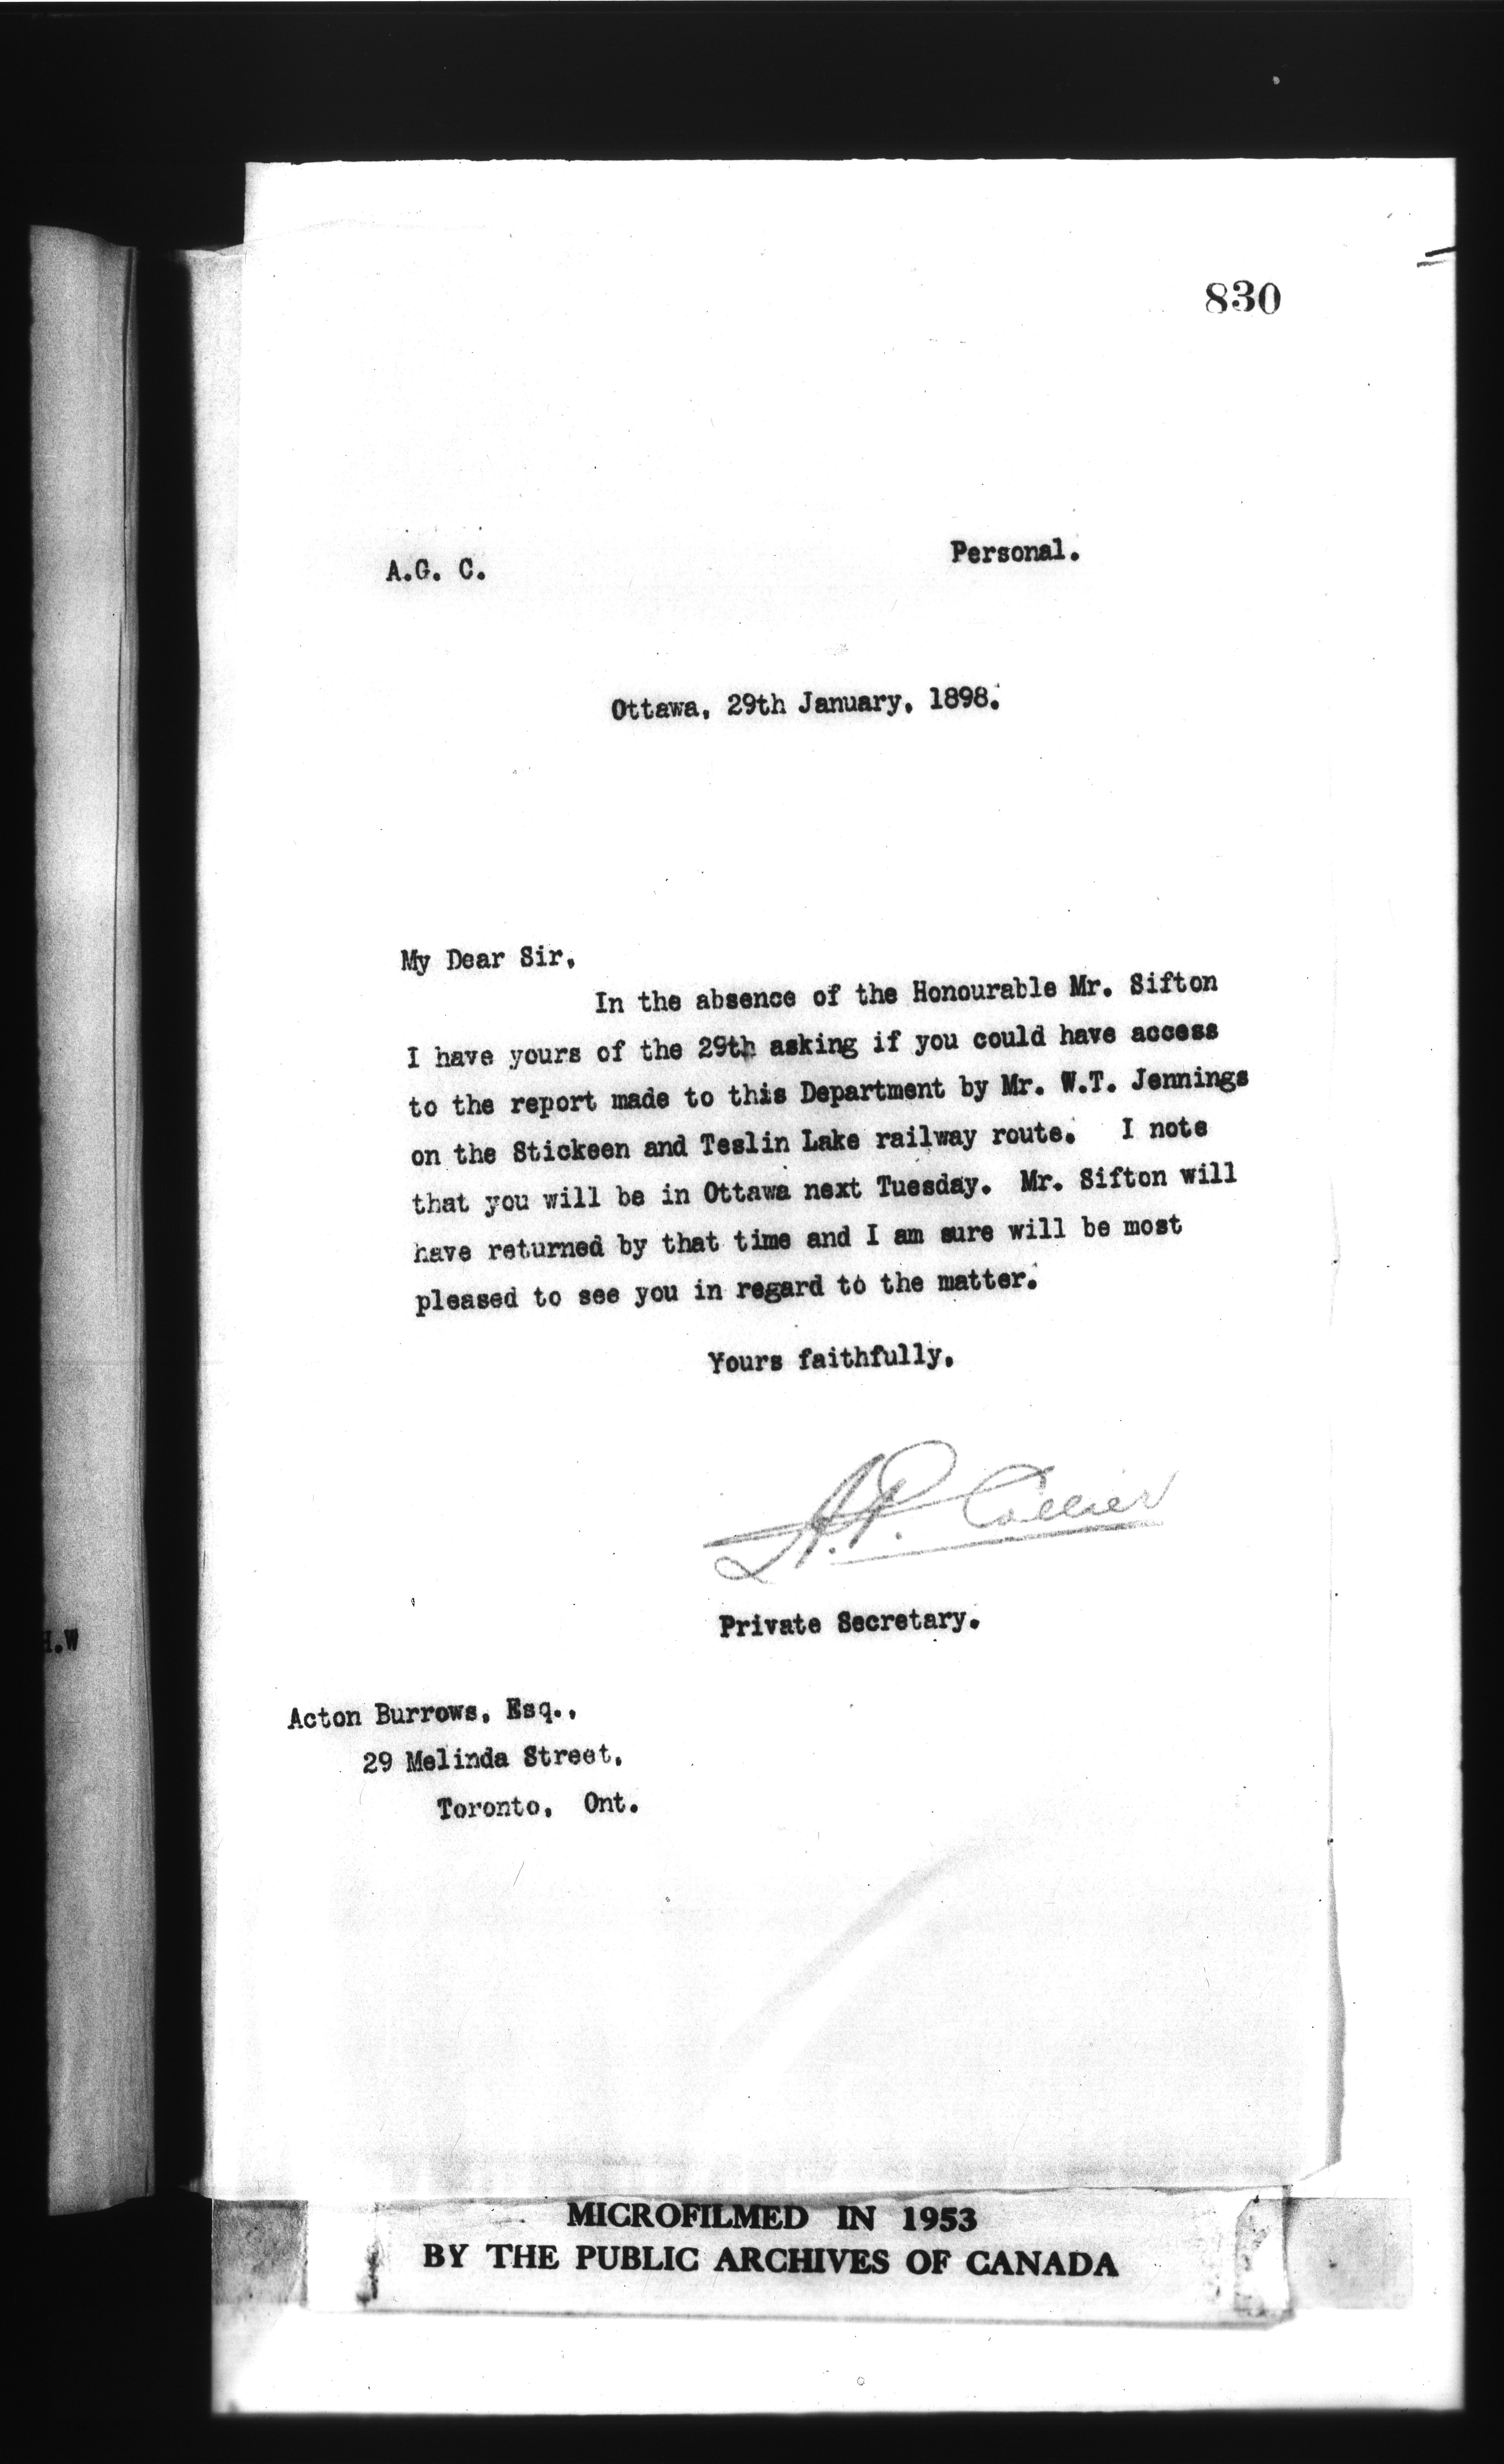 830
A.G. C.
Personal.
Ottawa, 29th January, 1898.
My Dear Sir,
In the absence of the Honourable Mr. Sifton
I have yours of the 29th asking if you could have access
to the report made to this Department by Mr. W.T. Jennings
on the Stickeen and Teslin Lake railway route. I note
that you will be in Ottawa next Tuesday. Mr. Sifton will
have returned by that time and I am sure will be most
pleased to see you in regard to the matter.
Yours faithfully,
A.P. Collier
Private Secretary.
H.W
Acton Burrows, Esq.,
29 Melinda Street,
Toronto, Ont.
MICROFILMED IN 1953
BY THE PUBLIC ARCHIVES OF CANADA